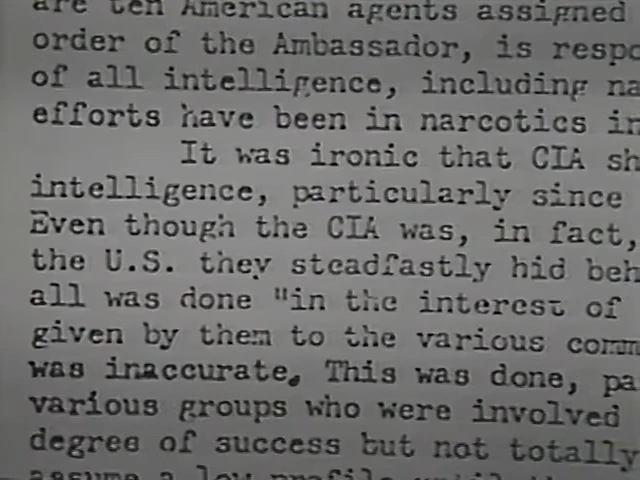 are ten American agents assigned
order of the Ambassador, is respo
of all intelligence, including na
efforts have been in narcotics in
It was ironic that CIA sh
intelligence, particularly since
Even though the CIA was, in fact,
the U.S. they steadfastly hid beh
all was done "in the interest of
given by them to the various comm
was inaccurate. This was done, pa
various groups who were involved
degree of success but not totally
assume a low profile